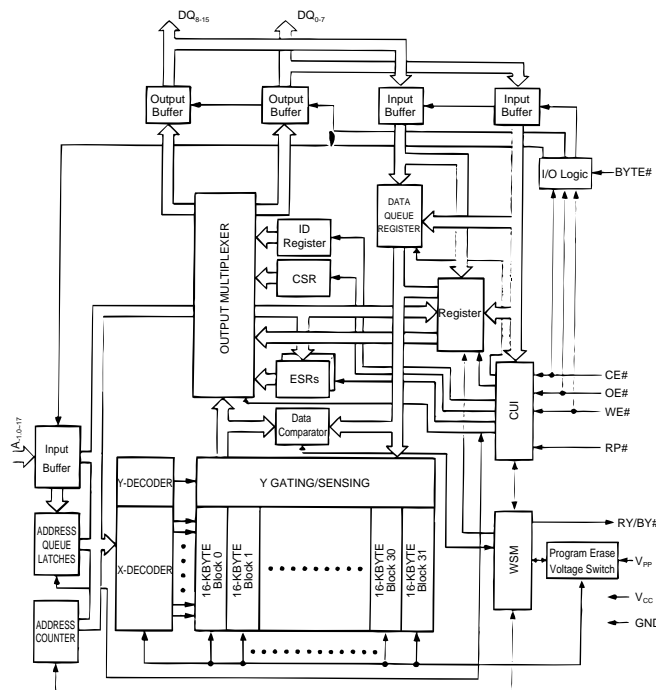 DQ8-15
DQ0-7
Output
Buffer
Output
Buffer
Input
Buffer
Input
Buffer
I/O Logic
BYTE#
OUTPUT MULTIPLEXER
ID
Register
CSR
ESRs
DATA
QUEUE
REGISTER
Register
CUI
CE#
OE#
WE#
RP#
A-1,0-17
Input
Buffer
Data
Comparator
Y-DECODER
Y GATING/SENSING
ADDRESS
QUEUE
LATCHES
X-DECODER
16-KBYTE
Block 0
16-KBYTE
Block 1
16-KBYTE
Block 30
16-KBYTE
Block 31
WSM
RY/BY#
Program Erase
Voltage Switch
VPP
VCC
GND
ADDRESS
COUNTER